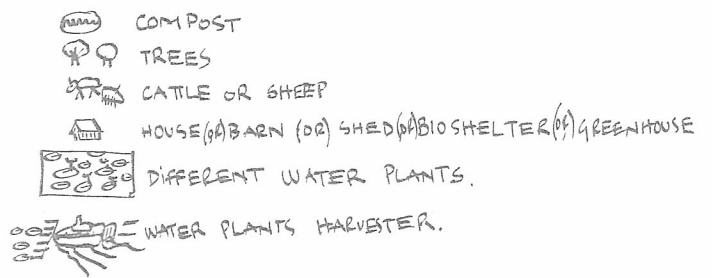 COMPOST
TREES
CATTLE OR SHEEP
HOUSE(OR)BARN (OR) SHED(OR)BIOSHELTER(OR)GREENHOUSE
DIFFERENT WATER PLANTS.
WATER PLANTS HARVESTER.